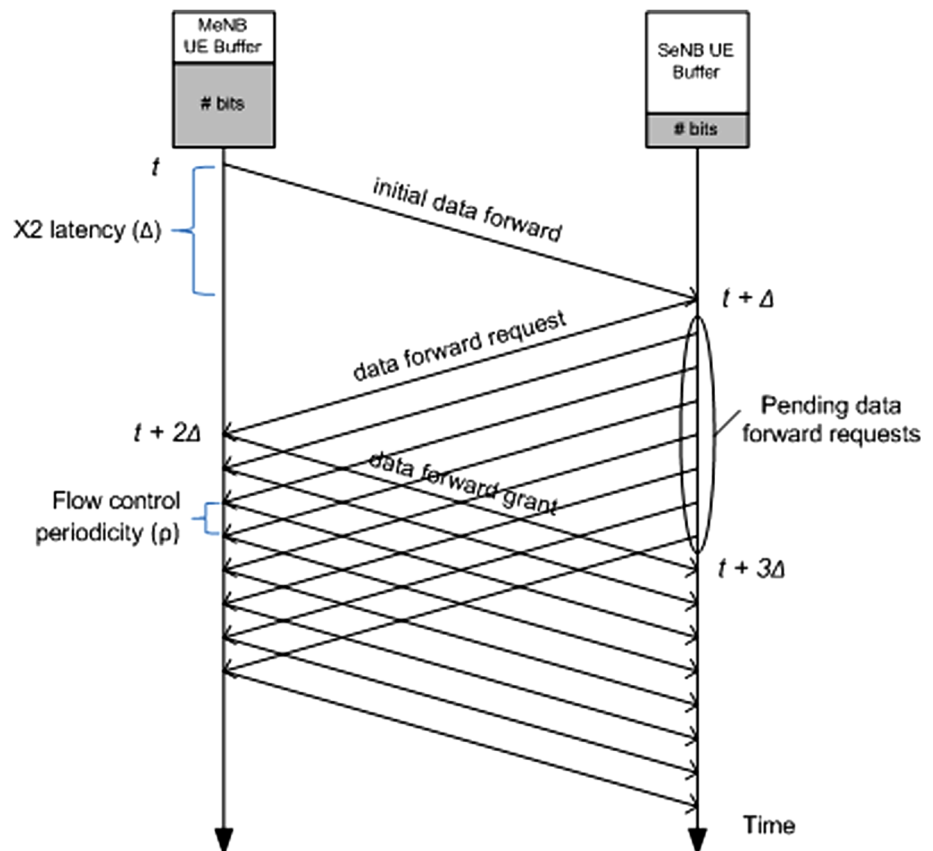 MeNB
UE Buffer
# bits
SeNB UE
Buffer
# bits
t
initial data forward
X2 latency (Δ)
t + Δ
data forward request
Pending data
forward requests
t + 2Δ
data forward grant
Flow control
periodicity (ρ)
t + 3Δ
Time